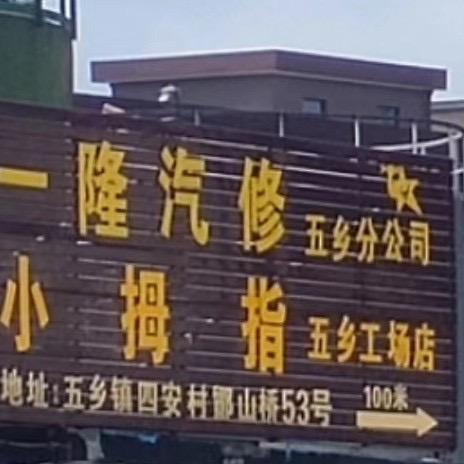 一隆汽修 五乡分公司
小拇指 五乡工场店
地址:五乡镇四安村鄮山桥53号 100米